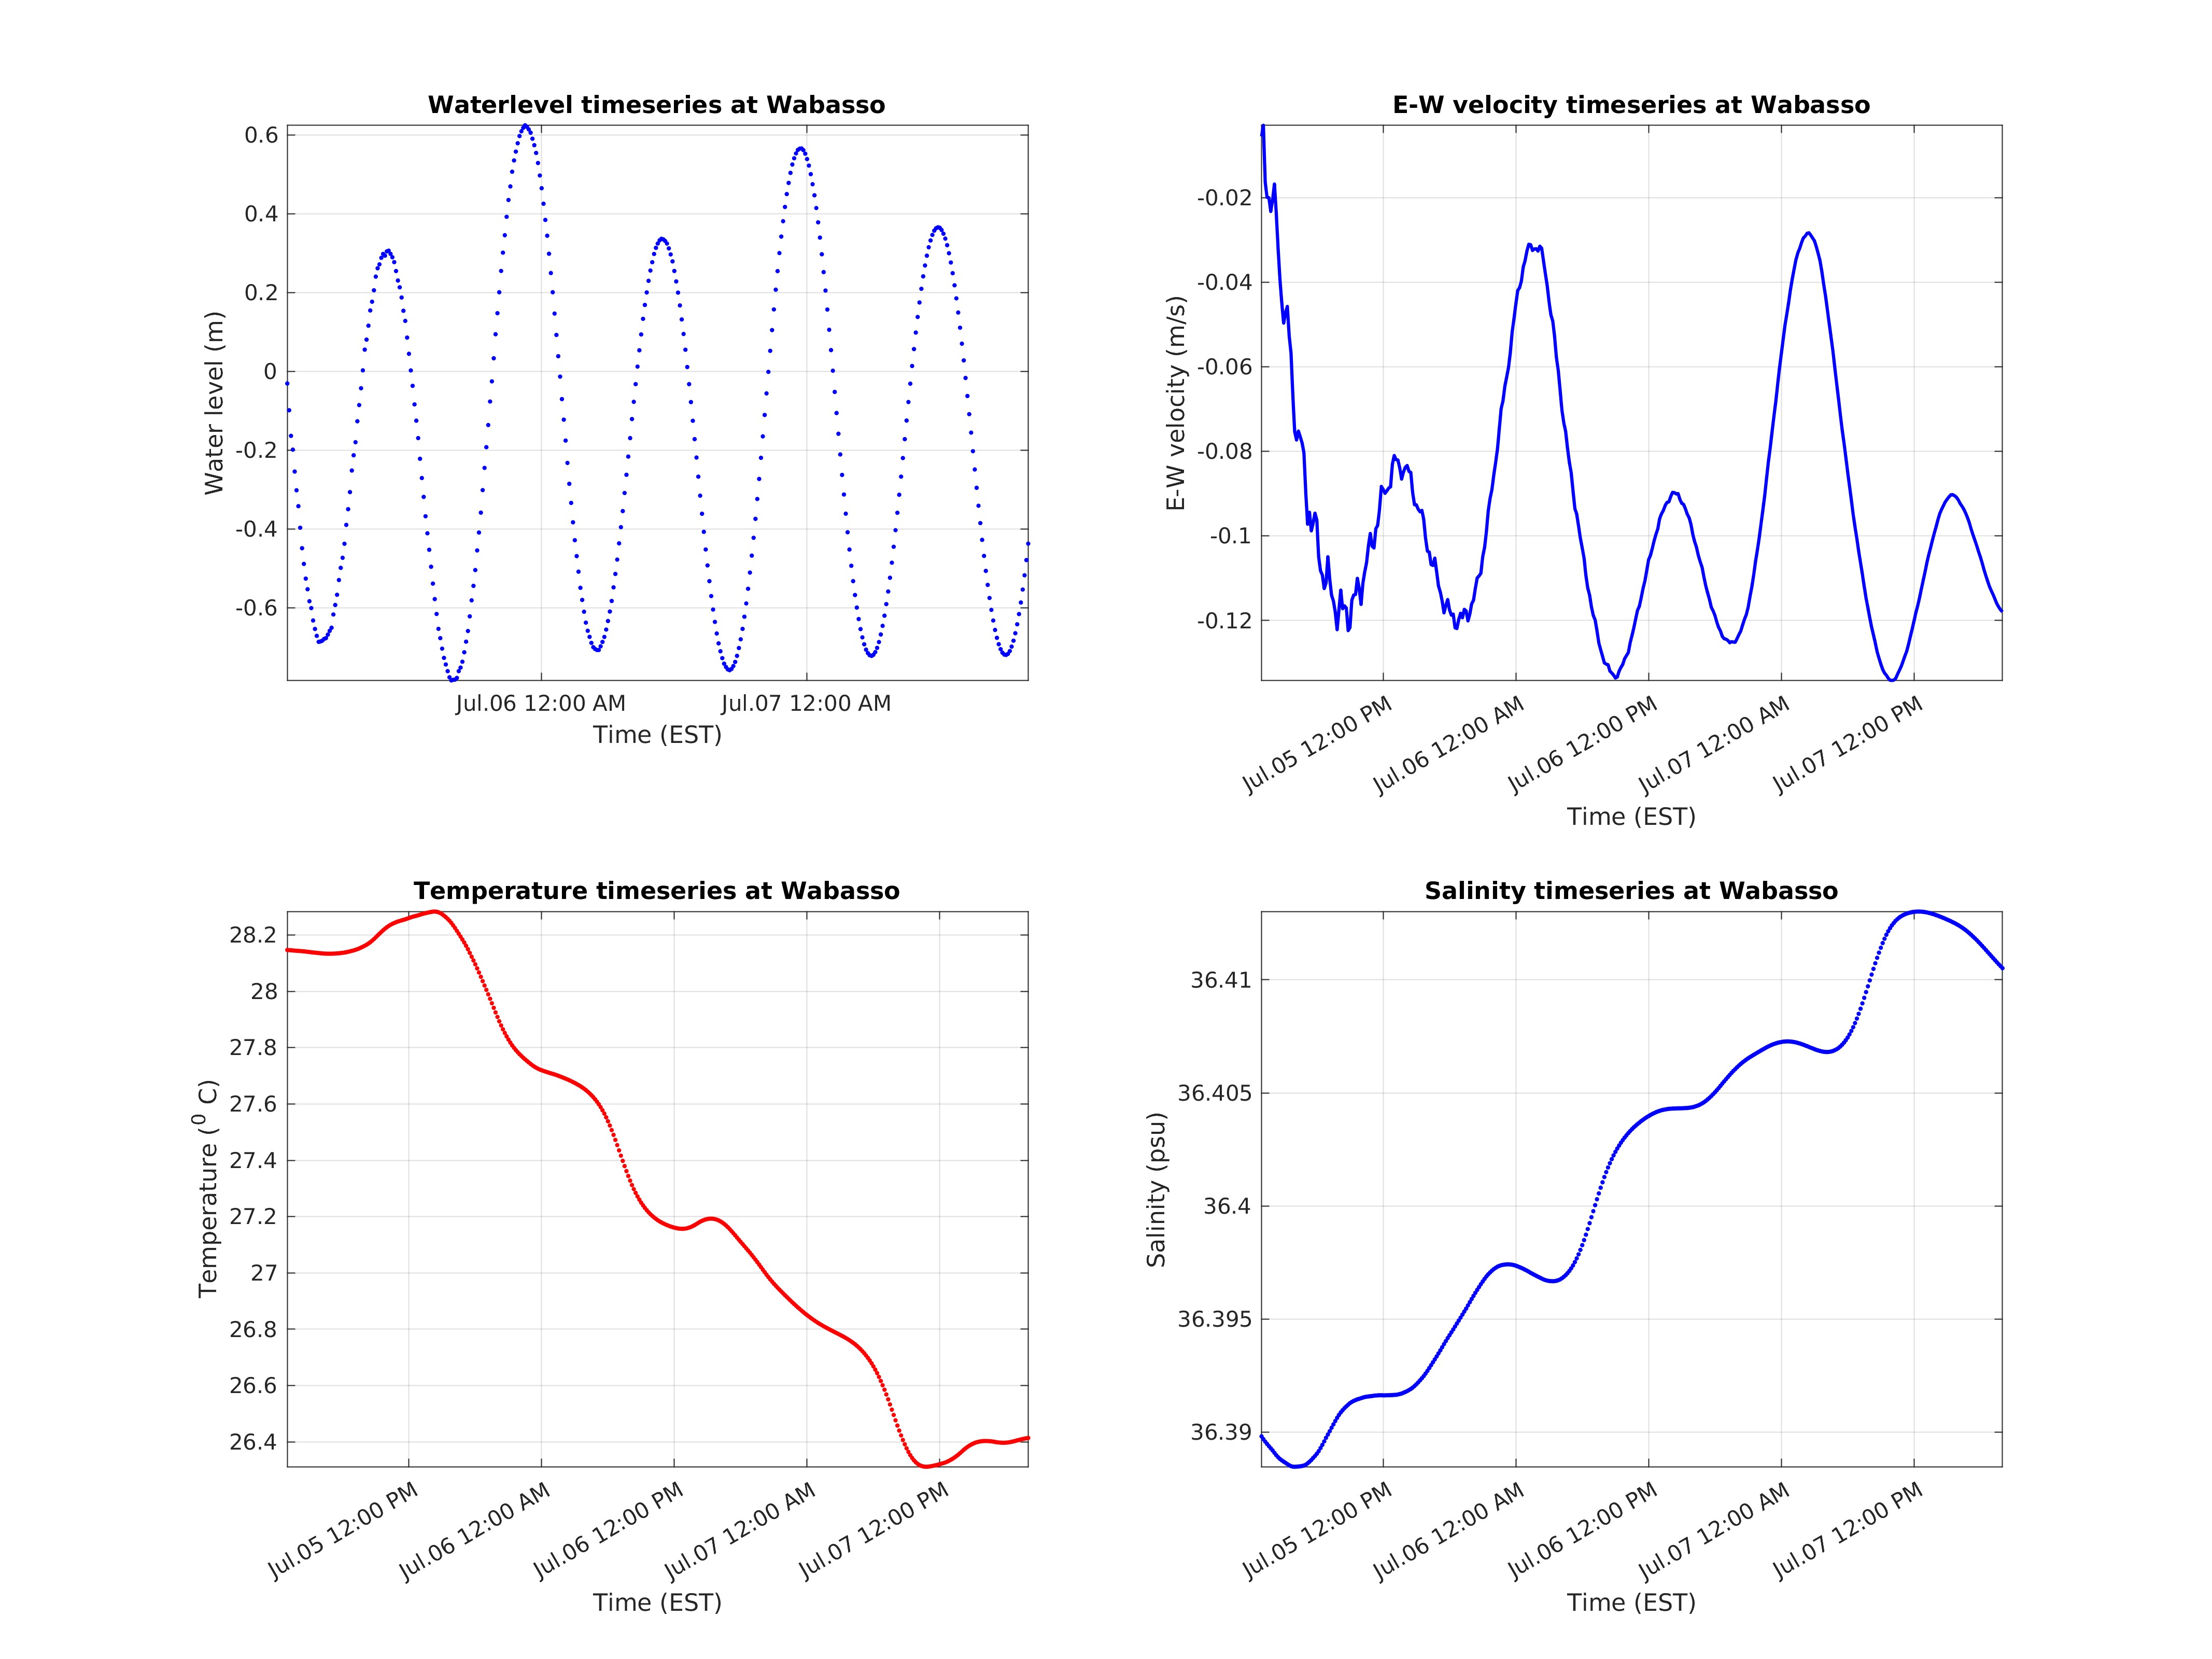 Waterlevel timeseries at Wabasso
0.6
0.4
0.2
0
-0.2
-0.4
-0.6
Water level (m)
Jul.06 12:00 AM
Jul.07 12:00 AM
Time (EST)
E-W velocity timeseries at Wabasso
-0.02
-0.04
-0.06
-0.08
-0.1
-0.12
E-W velocity (m/s)
Jul.05 12:00 PM
Jul.06 12:00 AM
Jul.06 12:00 PM
Jul.07 12:00 AM
Jul.07 12:00 PM
Time (EST)
Temperature timeseries at Wabasso
28.2
28
27.8
27.6
27.4
27.2
27
26.8
26.6
26.4
Temperature (⁰ C)
Jul.05 12:00 PM
Jul.06 12:00 AM
Jul.06 12:00 PM
Jul.07 12:00 AM
Jul.07 12:00 PM
Time (EST)
Salinity timeseries at Wabasso
36.41
36.405
36.4
36.395
36.39
Salinity (psu)
Jul.05 12:00 PM
Jul.06 12:00 AM
Jul.06 12:00 PM
Jul.07 12:00 AM
Jul.07 12:00 PM
Time (EST)